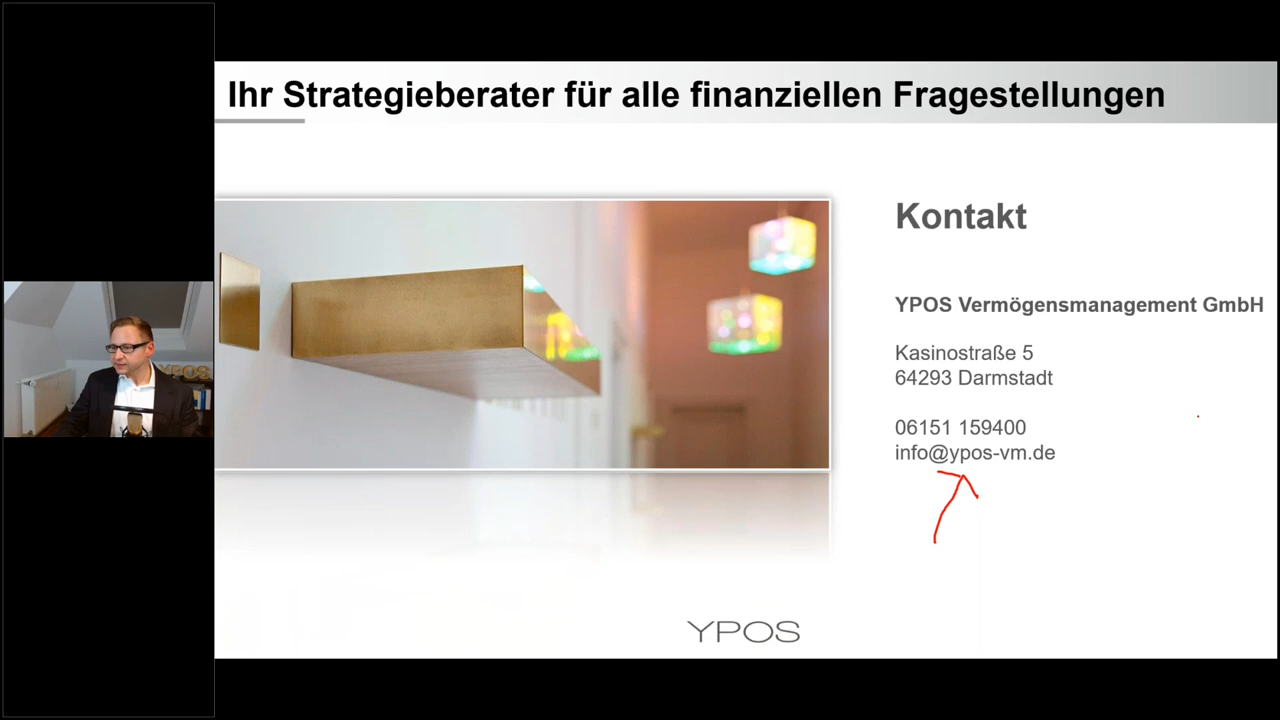 Ihr Strategieberater für alle finanziellen Fragestellungen
Kontakt
YPOS Vermögensmanagement GmbH
Kasinostraße 5
64293 Darmstadt
06151 159400
info@ypos-vm.de
YPOS
YPOS